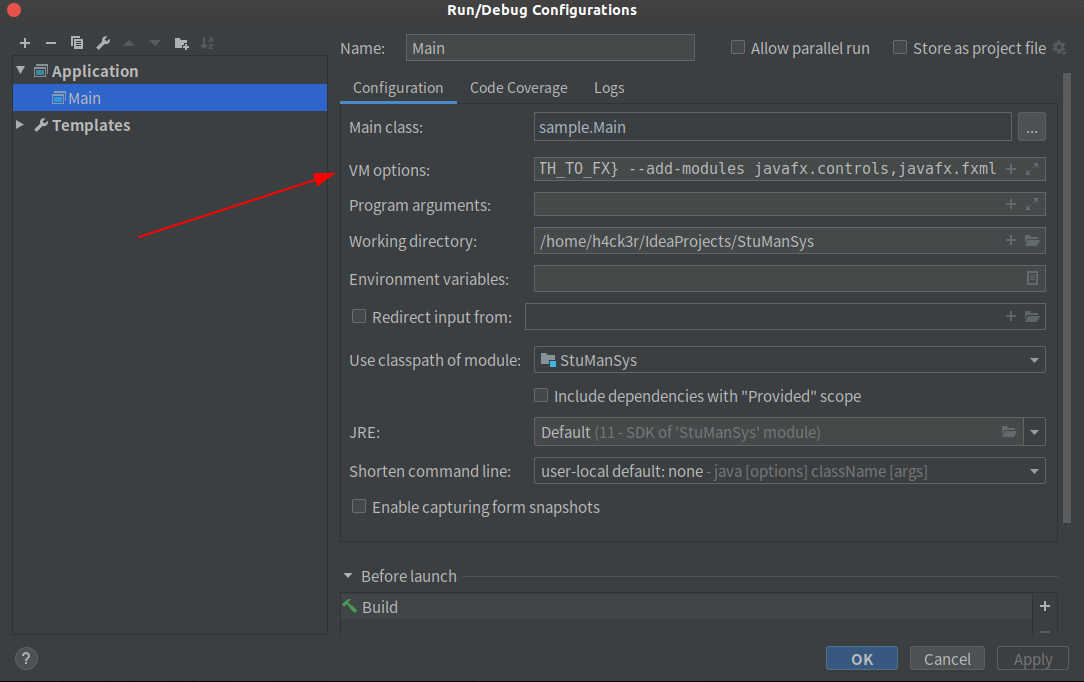 Run/Debug Configurations
Name: Main Allow parallel run Store as project file
Application
Main
Templates
Configuration Code Coverage Logs
Main class: sample.Main ...
VM options: TH_TO_FX} --add-modules javafx.controls,javafx.fxml
Program arguments:
Working directory: /home/h4ck3r/IdeaProjects/StuManSys
Environment variables:
Redirect input from:
Use classpath of module: StuManSys
Include dependencies with "Provided" scope
JRE: Default (11 - SDK of 'StuManSys' module)
Shorten command line: user-local default: none - java [options] className [args]
Enable capturing form snapshots
Before launch
Build
? OK Cancel Apply